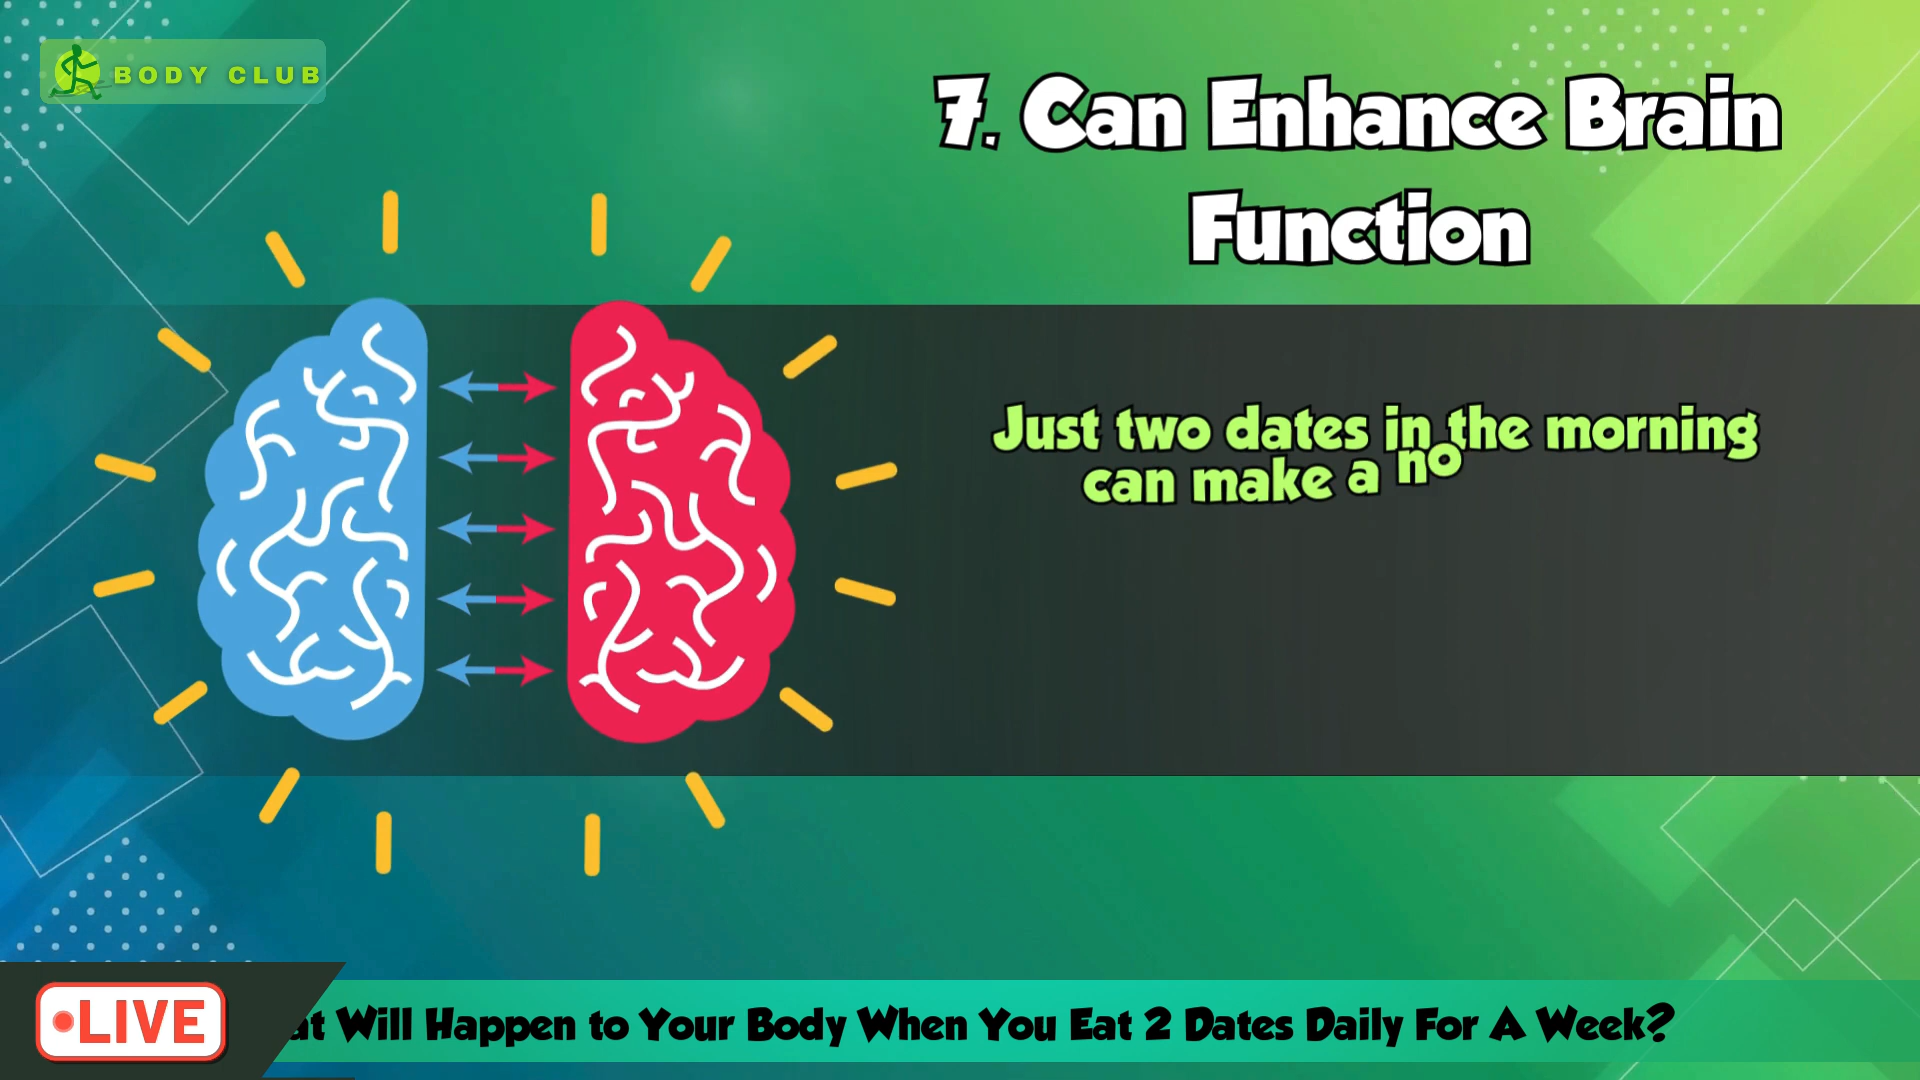 BODY CLUB
7. Can Enhance Brain
Function
Just two dates in the morning
can make a no
LIVE
at Will Happen to Your Body When You Eat 2 Dates Daily For A Week?